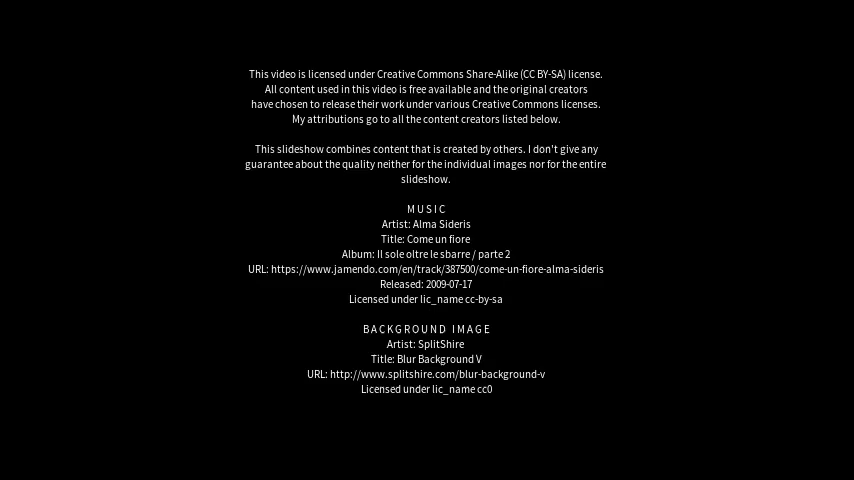 This video is licensed under Creative Commons Share-Alike (CC BY-SA) license.
All content used in this video is free available and the original creators
have chosen to release their work under various Creative Commons licenses.
My attributions go to all the content creators listed below.
This slideshow combines content that is created by others. I don't give any
guarantee about the quality neither for the individual images nor for the entire
slideshow.
MUSIC
Artist: Alma Sideris
Title: Come un fiore
Album: Il sole oltre le sbarre / parte 2
URL: https://www.jamendo.com/en/track/387500/come-un-fiore-alma-sideris
Released: 2009-07-17
Licensed under lic_name cc-by-sa
BACKGROUND IMAGE
Artist: SplitShire
Title: Blur Background V
URL: http://www.splitshire.com/blur-background-v
Licensed under lic_name cc0